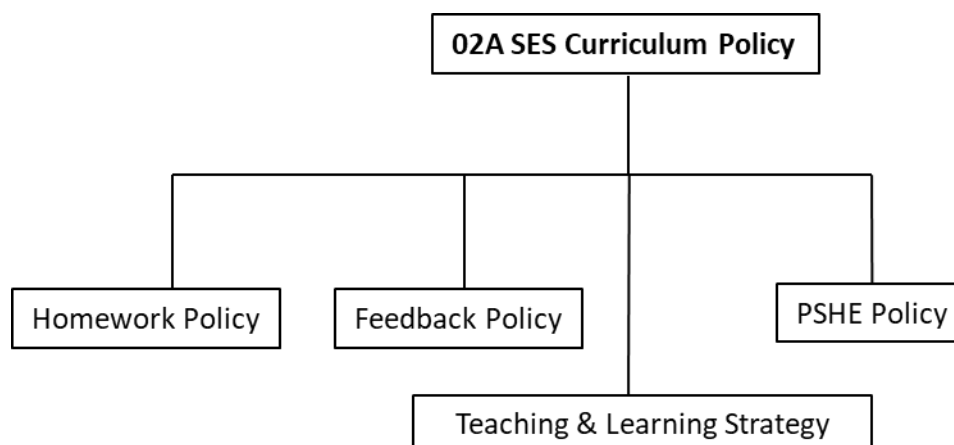 02A SES Curriculum Policy
Homework Policy
Feedback Policy
PSHE Policy
Teaching & Learning Strategy